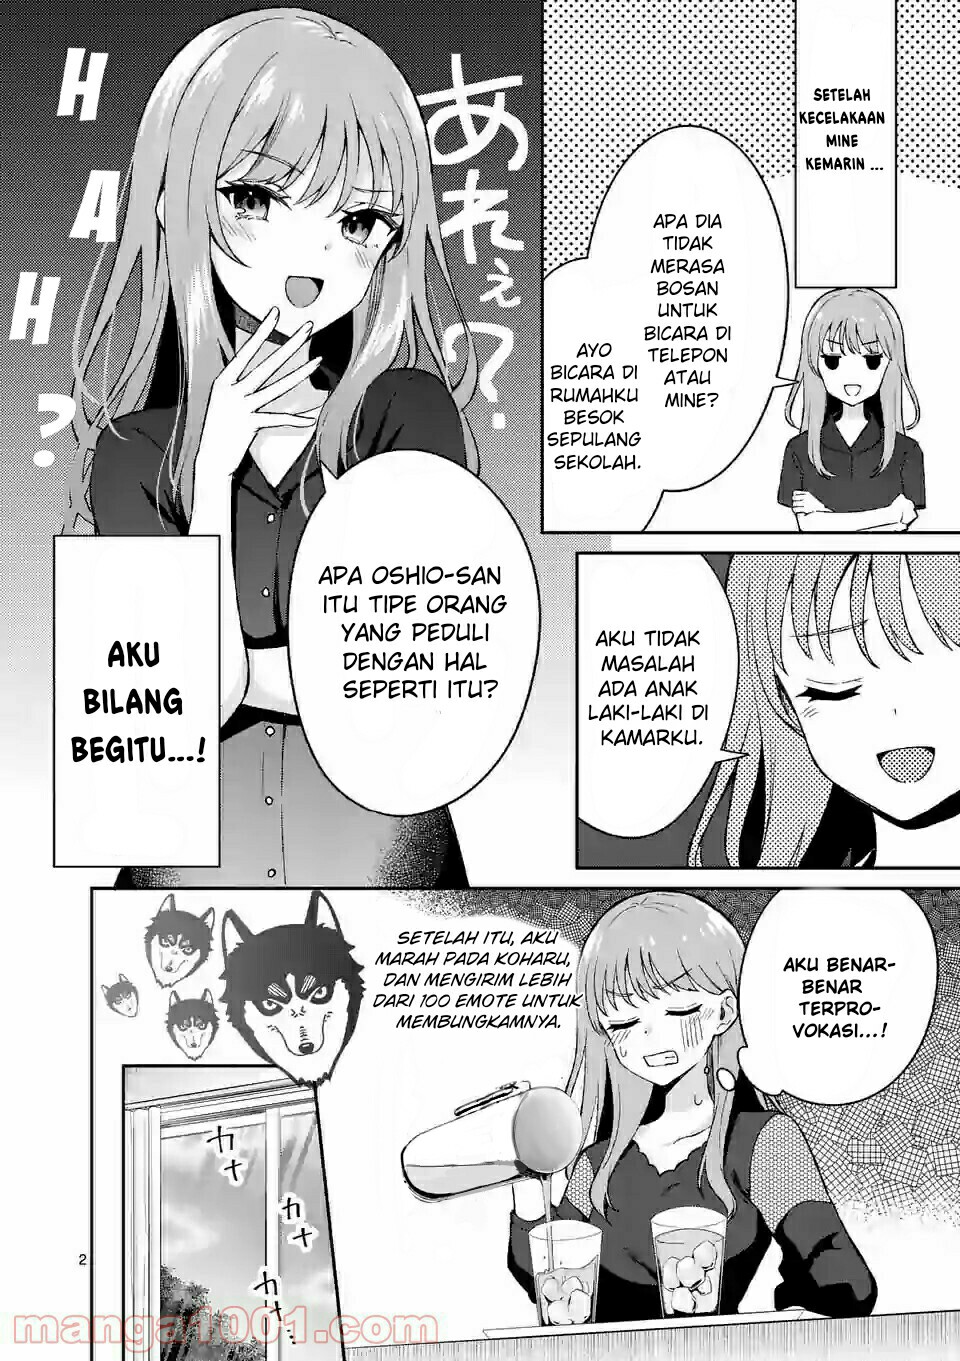 SETELAH
KECELAKAAN
MINE
KEMARIN ...
APA DIA
TIDAK
MERASA
BOSAN
UNTUK
BICARA DI
TELEPON
ATAU
MINE?
AYO
BICARA DI
RUMAHKU
BESOK
SEPULANG
SEKOLAH.
あれぇ?
HAH?
APA OSHIO-SAN
ITU TIPE ORANG
YANG PEDULI
DENGAN HAL
SEPERTI ITU?
AKU
BILANG
BEGITU...!
AKU TIDAK
MASALAH
ADA ANAK
LAKI-LAKI DI
KAMARKU.
AKU BENAR-
BENAR
TERPRO-
VOKASI...!
SETELAH ITU, AKU
MARAH PADA KOHARU,
DAN MENGIRIM LEBIH
DARI 100 EMOTE UNTUK
MEMBUNGKAMNYA.
カナ
カナ
カナ...
2
manga1001.com